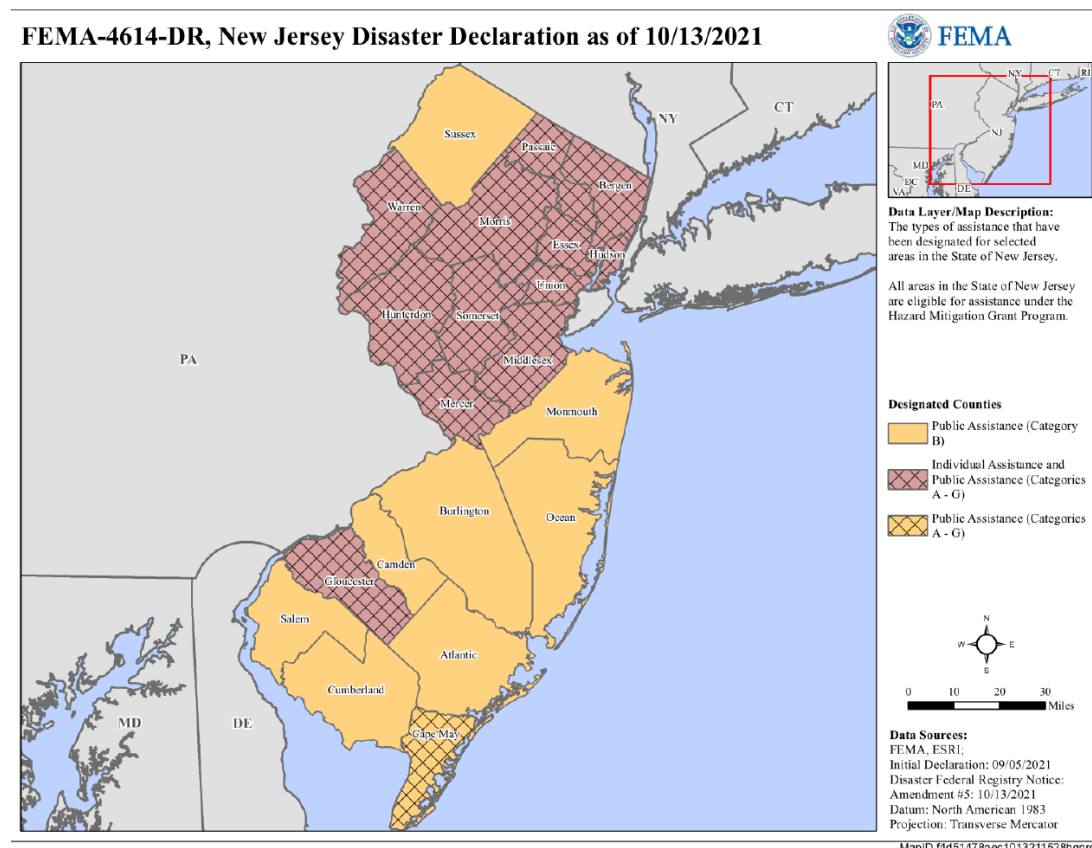 FEMA-4614-DR, New Jersey Disaster Declaration as of 10/13/2021
FEMA
NY
CT
RI
PA
NJ
MD
DC
VA
DE
CT
NY
Sussex
Passaic
Bergen
Warren
Morris
Essex
Hudson
Union
Hunterdon
Somerset
Middlesex
PA
Mercer
Monmouth
Burlington
Ocean
Camden
Gloucester
Salem
Atlantic
Cumberland
Cape May
MD
DE
Data Layer/Map Description:
The types of assistance that have
been designated for selected
areas in the State of New Jersey.
All areas in the State of New Jersey
are eligible for assistance under the
Hazard Mitigation Grant Program.
Designated Counties
Public Assistance (Category
B)
Individual Assistance and
Public Assistance (Categories
A - G)
Public Assistance (Categories
A - G)
N
W
E
S
0 10 20 30
Miles
Data Sources:
FEMA, ESRI;
Initial Declaration: 09/05/2021
Disaster Federal Registry Notice:
Amendment #5: 10/13/2021
Datum: North American 1983
Projection: Transverse Mercator